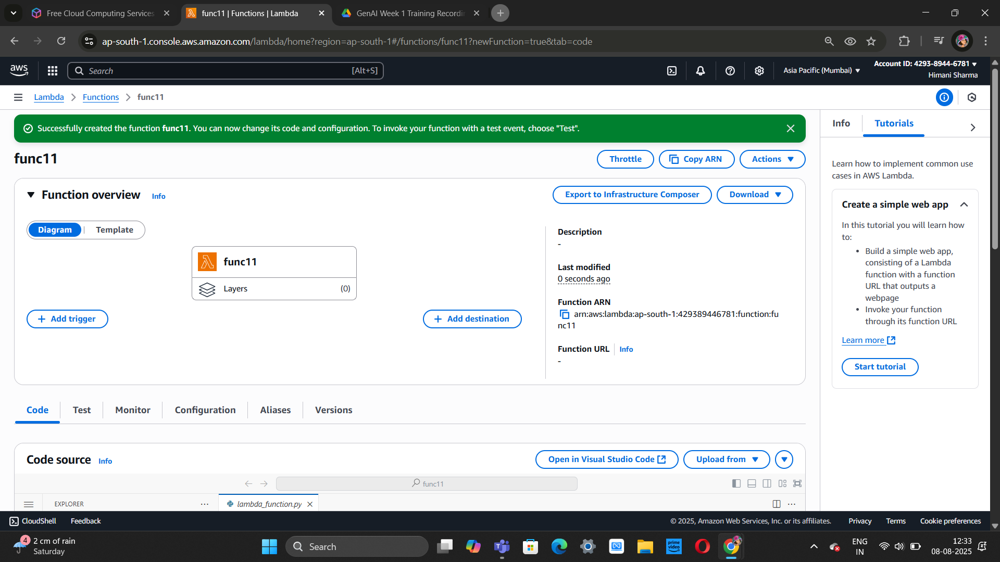 Free Cloud Computing Services
func11 | Functions | Lambda
GenAI Week 1 Training Recordi
ap-south-1.console.aws.amazon.com/lambda/home?region=ap-south-1#/functions/func11?newFunction=true&tab=code
aws
Search
[Alt+S]
Asia Pacific (Mumbai)
Account ID: 4293-8944-6781
Himani Sharma
Lambda
Functions
func11
Successfully created the function func11. You can now change its code and configuration. To invoke your function with a test event, choose "Test".
func11
Throttle
Copy ARN
Actions
Function overview
Info
Export to Infrastructure Composer
Download
Diagram
Template
func11
Layers
(0)
Add trigger
Add destination
Description
-
Last modified
0 seconds ago
Function ARN
arn:aws:lambda:ap-south-1:429389446781:function:fu
nc11
Function URL
Info
-
Code
Test
Monitor
Configuration
Aliases
Versions
Code source
Info
Open in Visual Studio Code
Upload from
func11
EXPLORER
lambda_function.py
Info
Tutorials
Learn how to implement common use
cases in AWS Lambda.
Create a simple web app
In this tutorial you will learn how
to:
• Build a simple web app,
consisting of a Lambda
function with a function
URL that outputs a
webpage
• Invoke your function
through its function URL
Learn more
Start tutorial
CloudShell
Feedback
© 2025, Amazon Web Services, Inc. or its affiliates.
Privacy
Terms
Cookie preferences
4
2 cm of rain
Saturday
Search
prime
video
ENG
IN
12:33
08-08-2025